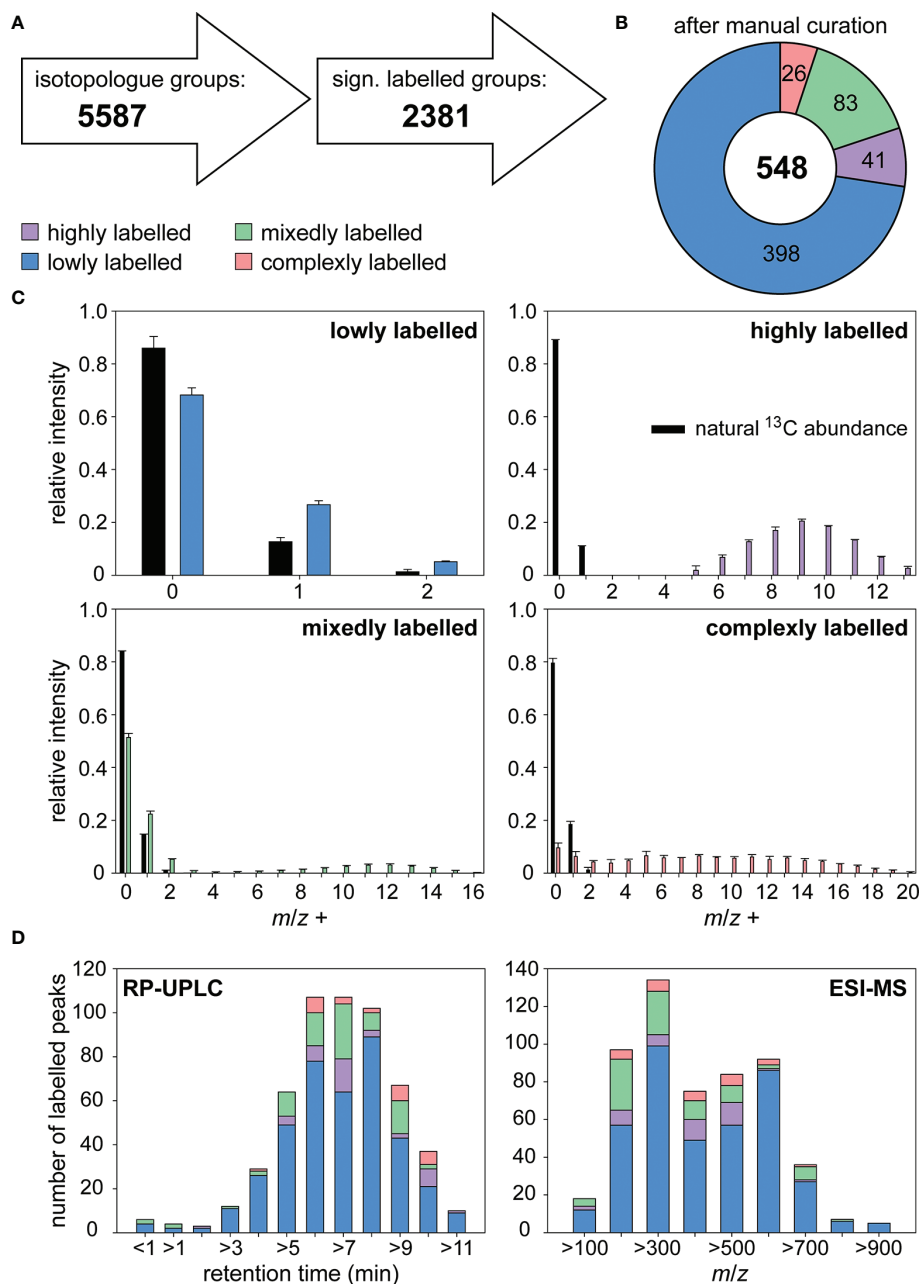 A
isotopologue groups:
5587
sign. labelled groups:
2381
B
after manual curation
26
83
41
548
398
highly labelled
mixedly labelled
lowly labelled
complexly labelled
C
1.0
0.8
0.6
0.4
0.2
0
relative intensity
lowly labelled
0 1 2
1.0
0.8
0.6
0.4
0.2
0
highly labelled
natural 13C abundance
0 2 4 6 8 10 12
1.0
0.8
0.6
0.4
0.2
0
relative intensity
mixedly labelled
0 2 4 6 8 10 12 14 16
m/z +
1.0
0.8
0.6
0.4
0.2
0
complexly labelled
0 2 4 6 8 10 12 14 16 18 20
m/z +
D
120
100
80
60
40
20
0
number of labelled peaks
RP-UPLC
<1 >1 >3 >5 >7 >9 >11
retention time (min)
140
120
100
80
60
40
20
0
ESI-MS
>100 >300 >500 >700 >900
m/z